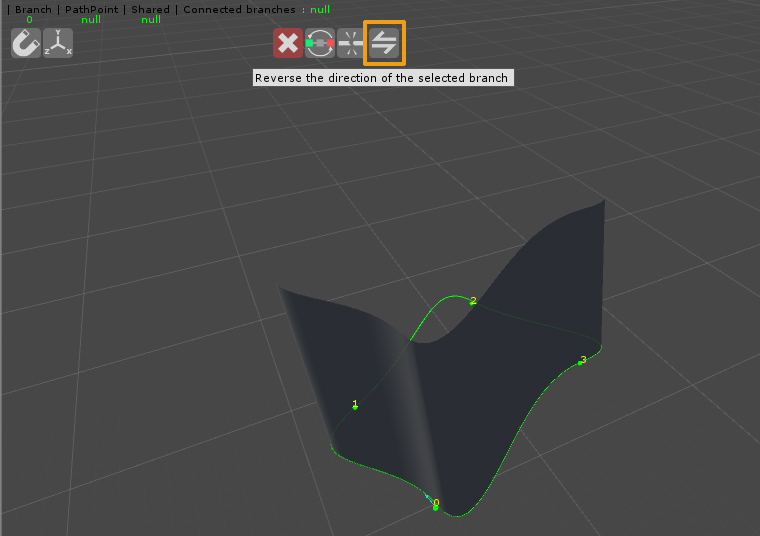 | Branch | PathPoint | Shared | Connected branches : null
0 null null
Y
Z X
Reverse the direction of the selected branch
2
3
1
0